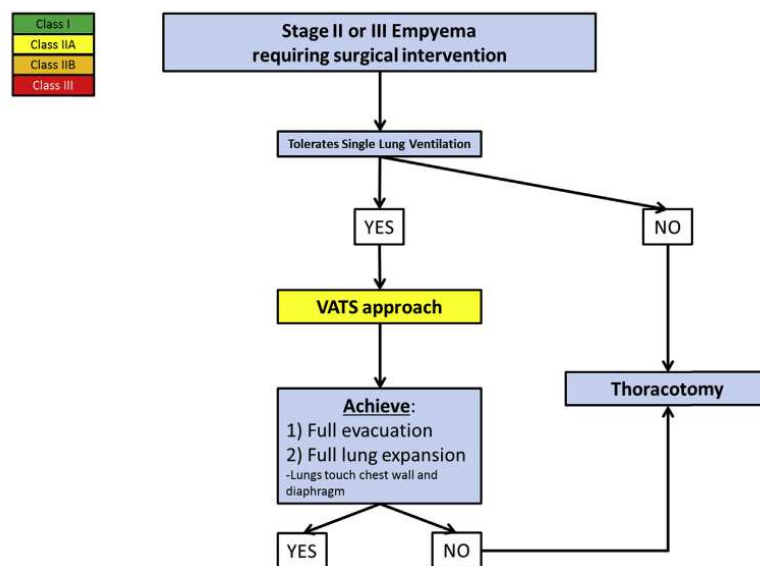 Class I
Class IIA
Class IIB
Class III
Stage II or III Empyema
requiring surgical intervention
Tolerates Single Lung Ventilation
YES
NO
VATS approach
Thoracotomy
Achieve:
1) Full evacuation
2) Full lung expansion
-Lungs touch chest wall and
diaphragm
YES
NO